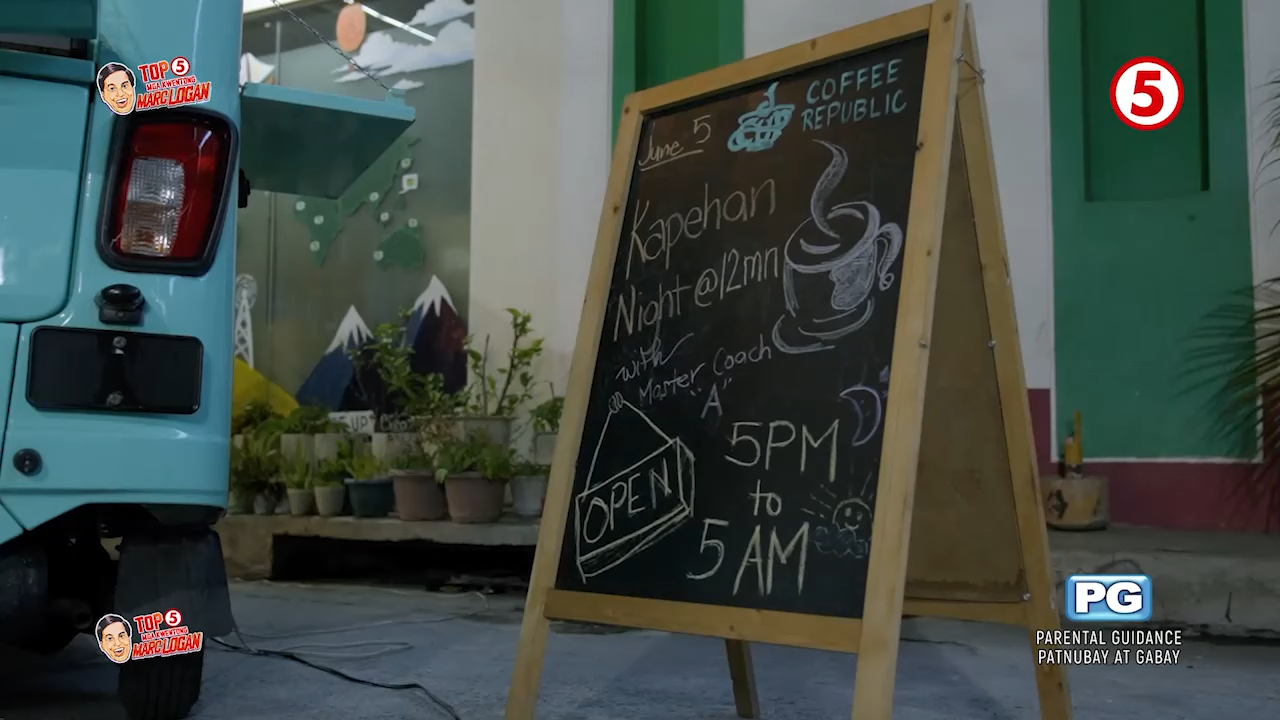 TOP 5
MGA KWENTONG
MARC LOGAN
5
COFFEE
REPUBLIC
June 5
Kapehan
Night @12mn
with
Master Coach
"A"
5PM
to
5 AM
OPEN
TOP 5
MGA KWENTONG
MARC LOGAN
PG
PARENTAL GUIDANCE
PATNUBAY AT GABAY